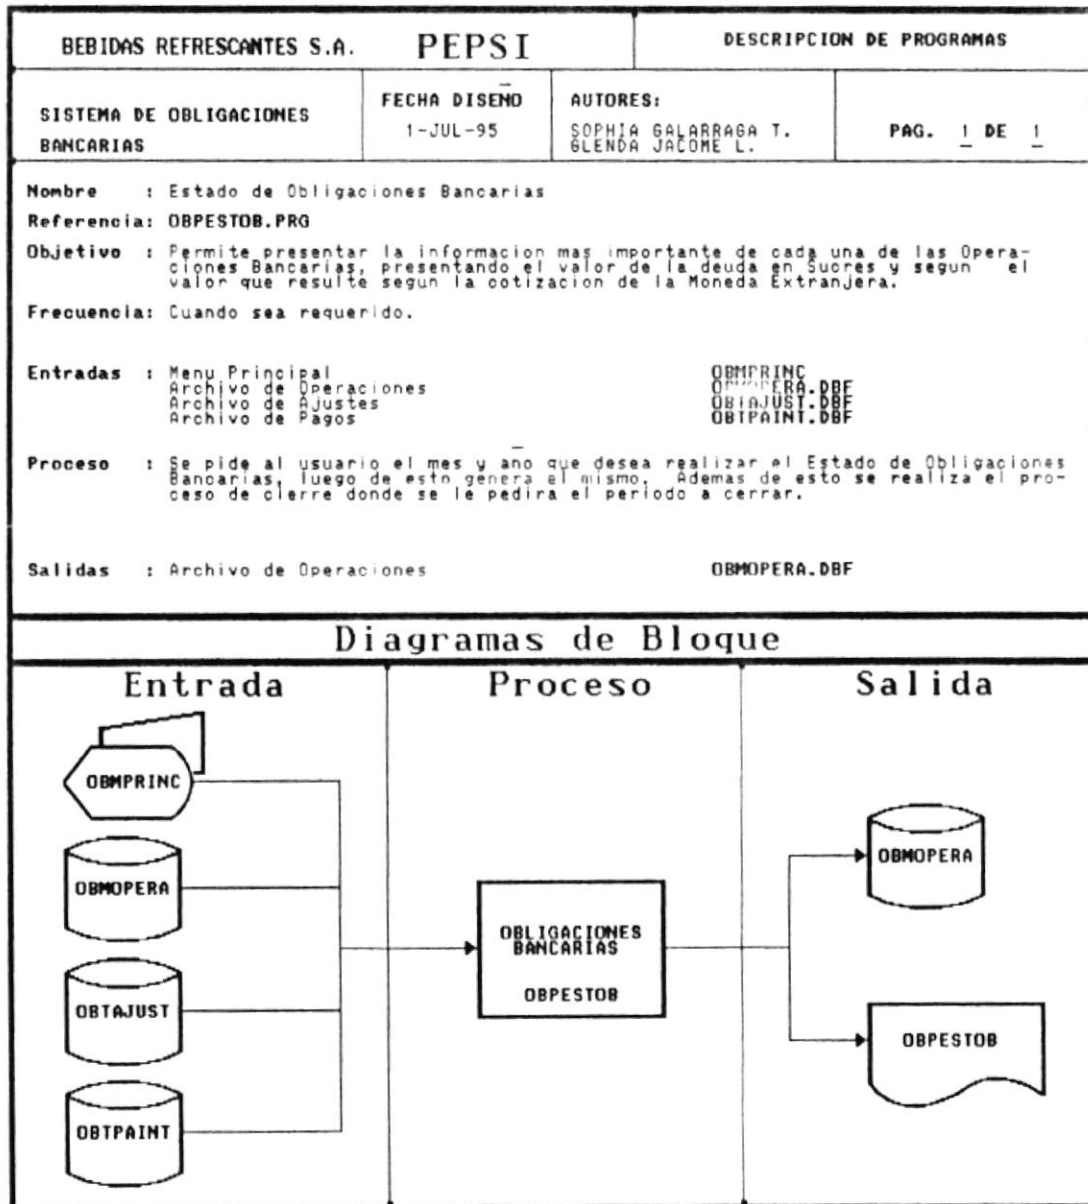 BEBIDAS REFRESCANTES S.A. PEPSI DESCRIPCION DE PROGRAMAS
SISTEMA DE OBLIGACIONES
BANCARIAS
FECHA DISEÑO
1-JUL-95
AUTORES:
SOPHIA GALARRAGA T.
GLENDA JACOME L.
PAG. 1 DE 1
Nombre : Estado de Obligaciones Bancarias
Referencia: OBPESTOB.PRG
Objetivo : Permite presentar la informacion mas importante de cada una de las Opera-
ciones Bancarias, presentando el valor de la deuda en Sucres y segun el
valor que resulte segun la cotizacion de la Moneda Extranjera.
Frecuencia: Cuando sea requerido.
Entradas : Menu Principal OBMPRINC
Archivo de Operaciones OBMOPERA.DBF
Archivo de Ajustes OBTAJUST.DBF
Archivo de Pagos OBTPAINT.DBF
Proceso : Se pide al usuario el mes y año que desea realizar el Estado de Obligaciones
Bancarias, luego de esto genera el mismo. Ademas de esto se realiza el pro-
ceso de cierre donde se le pedira el periodo a cerrar.
Salidas : Archivo de Operaciones OBMOPERA.DBF
Diagramas de Bloque
Entrada Proceso Salida
OBMPRINC
OBMOPERA
OBTAJUST
OBTPAINT
OBLIGACIONES
BANCARIAS
OBPESTOB
OBMOPERA
OBPESTOB